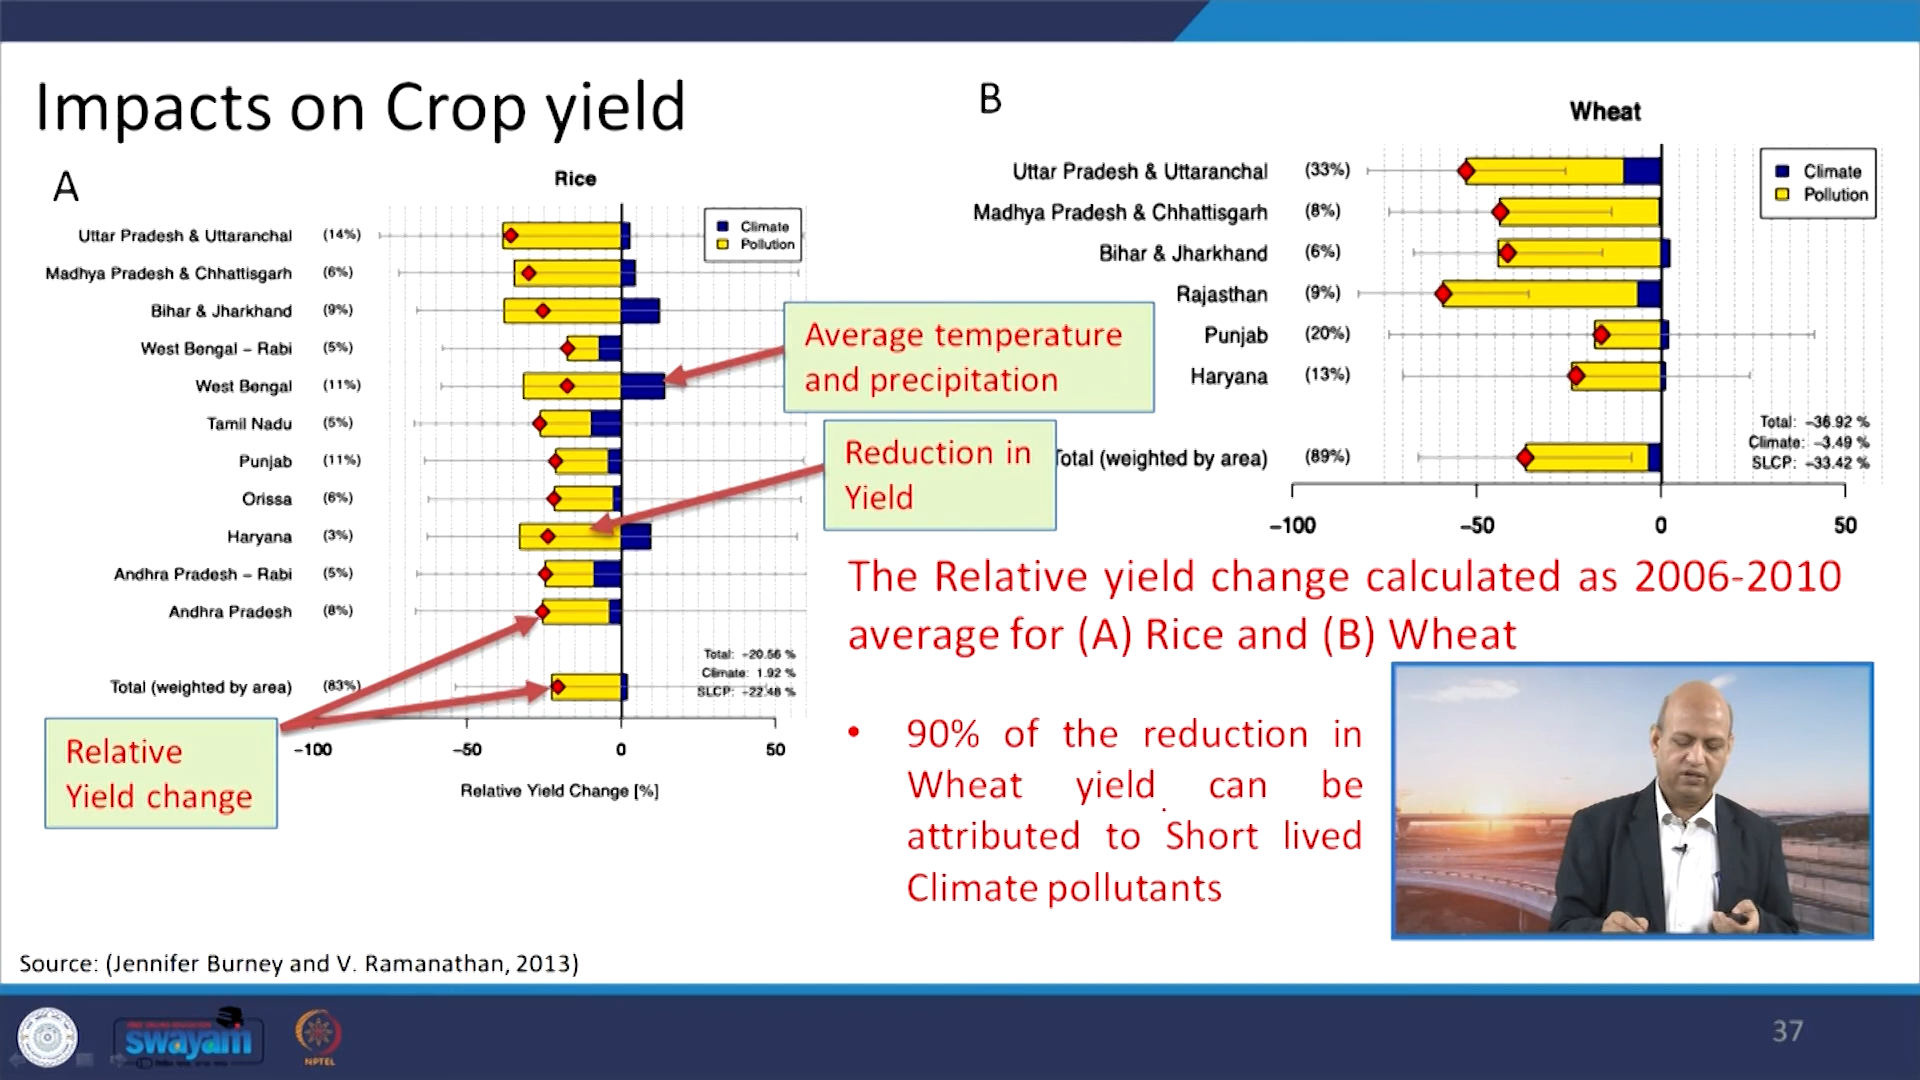 Impacts on Crop yield
A
Rice
Climate
Pollution
Uttar Pradesh & Uttaranchal (14%)
Madhya Pradesh & Chhattisgarh (6%)
Bihar & Jharkhand (9%)
West Bengal – Rabi (5%)
West Bengal (11%)
Tamil Nadu (5%)
Punjab (11%)
Orissa (6%)
Haryana (3%)
Andhra Pradesh – Rabi (5%)
Andhra Pradesh (8%)
Total (weighted by area) (83%)
Total: -20.56 %
Climate: 1.92 %
SLCP: -22.48 %
-100 -50 0 50
Relative Yield Change [%]
Relative
Yield change
Average temperature
and precipitation
Reduction in
Yield
B
Wheat
Climate
Pollution
Uttar Pradesh & Uttaranchal (33%)
Madhya Pradesh & Chhattisgarh (8%)
Bihar & Jharkhand (6%)
Rajasthan (9%)
Punjab (20%)
Haryana (13%)
Total (weighted by area) (89%)
Total: -36.92 %
Climate: -3.49 %
SLCP: -33.42 %
-100 -50 0 50
The Relative yield change calculated as 2006-2010
average for (A) Rice and (B) Wheat
• 90% of the reduction in
Wheat yield can be
attributed to Short lived
Climate pollutants
Source: (Jennifer Burney and V. Ramanathan, 2013)
swayam
NPTEL
37